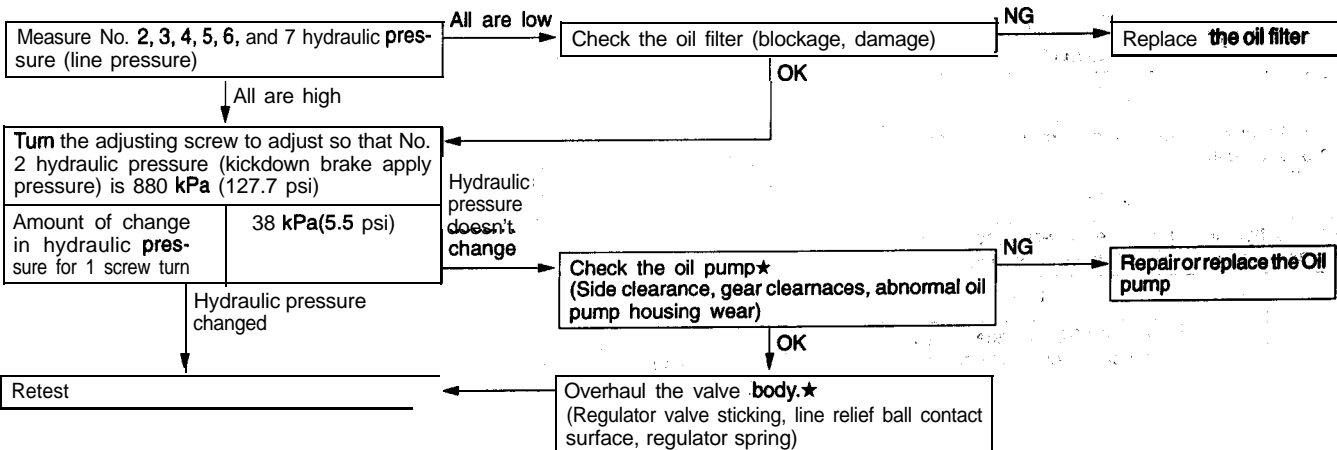 Measure No. 2, 3, 4, 5, 6, and 7 hydraulic pres-
sure (line pressure)
All are low
Check the oil filter (blockage, damage)
NG
Replace the oil filter
OK
All are high
Turn the adjusting screw to adjust so that No.
2 hydraulic pressure (kickdown brake apply
pressure) is 880 kPa (127.7 psi)
Amount of change
in hydraulic pres-
sure for 1 screw turn
38 kPa(5.5 psi)
Hydraulic
pressure
doesn't
change
Check the oil pump★
(Side clearance, gear clearnaces, abnormal oil
pump housing wear)
NG
Repair or replace the Oil
pump
Hydraulic pressure
changed
OK
Retest
Overhaul the valve body.★
(Regulator valve sticking, line relief ball contact
surface, regulator spring)